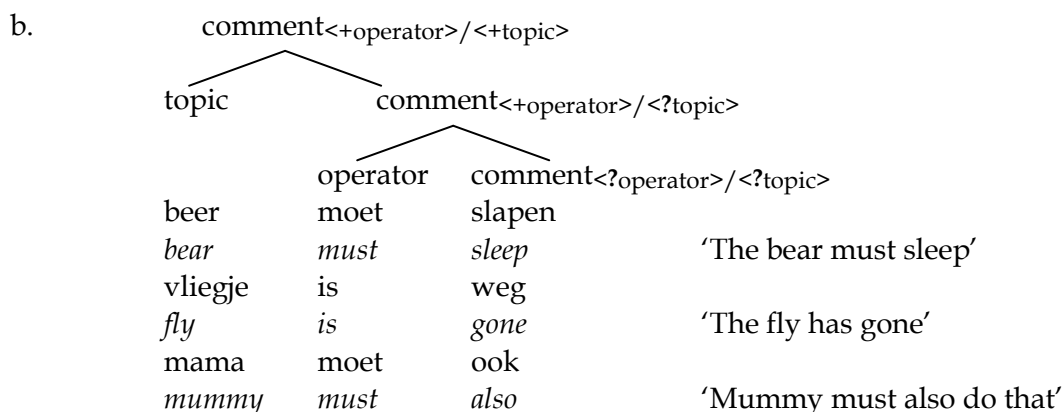 b. comment<+operator>/<+topic>
topic comment<+operator>/<?topic>
operator comment<?operator>/<?topic>
beer moet slapen
bear must sleep ‘The bear must sleep’
vliegje is weg
fly is gone ‘The fly has gone’
mama moet ook
mummy must also ‘Mummy must also do that’